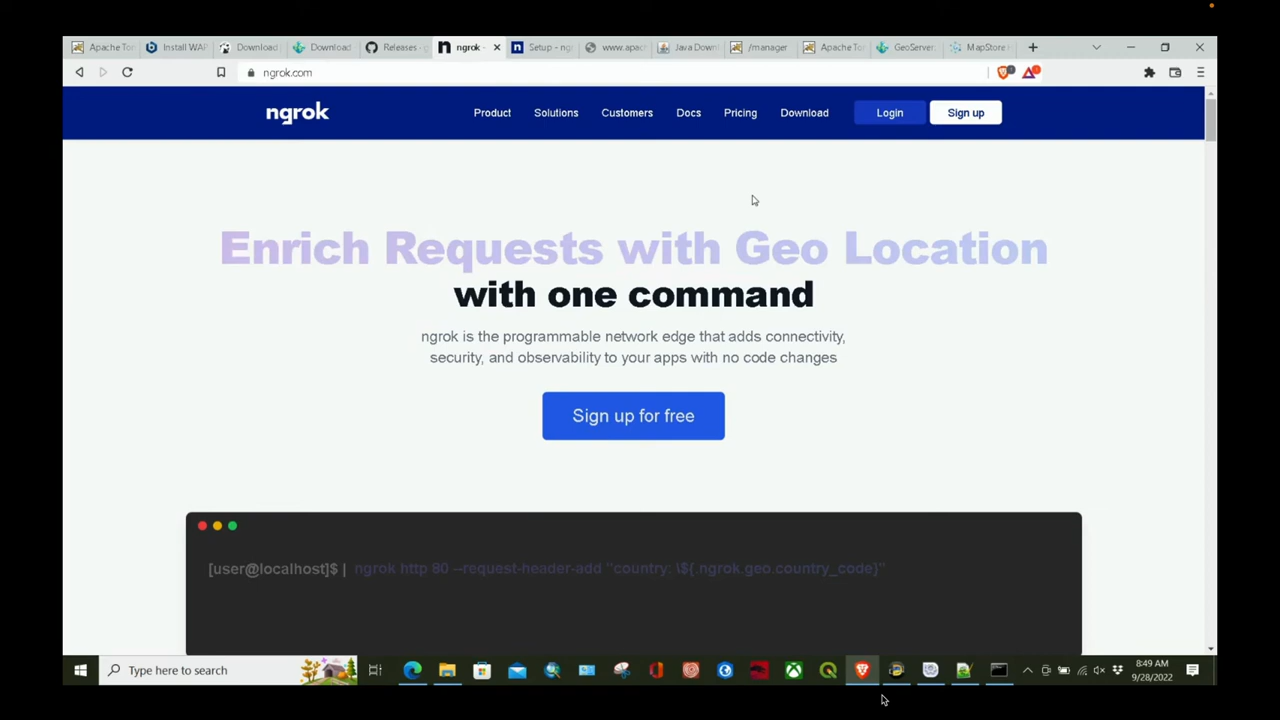 Apache To
Install WAP
Download
Download
Releases
ngrok
Setup - ng
www.apac
Java Down
/manager
Apache To
GeoServer
MapStore
ngrok.com
ngrok
Product
Solutions
Customers
Docs
Pricing
Download
Login
Sign up
Enrich Requests with Geo Location
with one command
ngrok is the programmable network edge that adds connectivity,
security, and observability to your apps with no code changes
Sign up for free
[user@localhost]$ | ngrok http 80 --request-header-add "country: \${.ngrok.geo.country_code}"
Type here to search
8:49 AM
9/28/2022